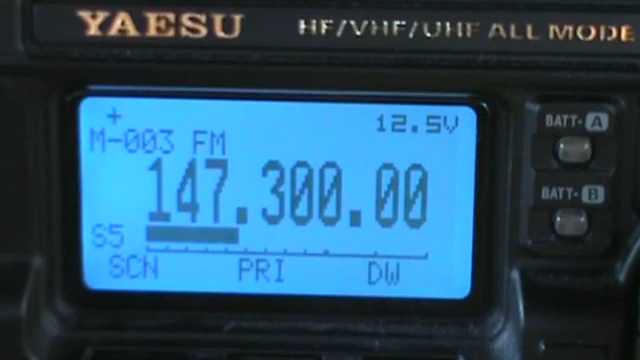 YAESU HF/VHF/UHF ALL MODE
+ 12.5V
M-003 FM
147.300.00
S5
SCN PRI DW
BATT-A
BATT-B